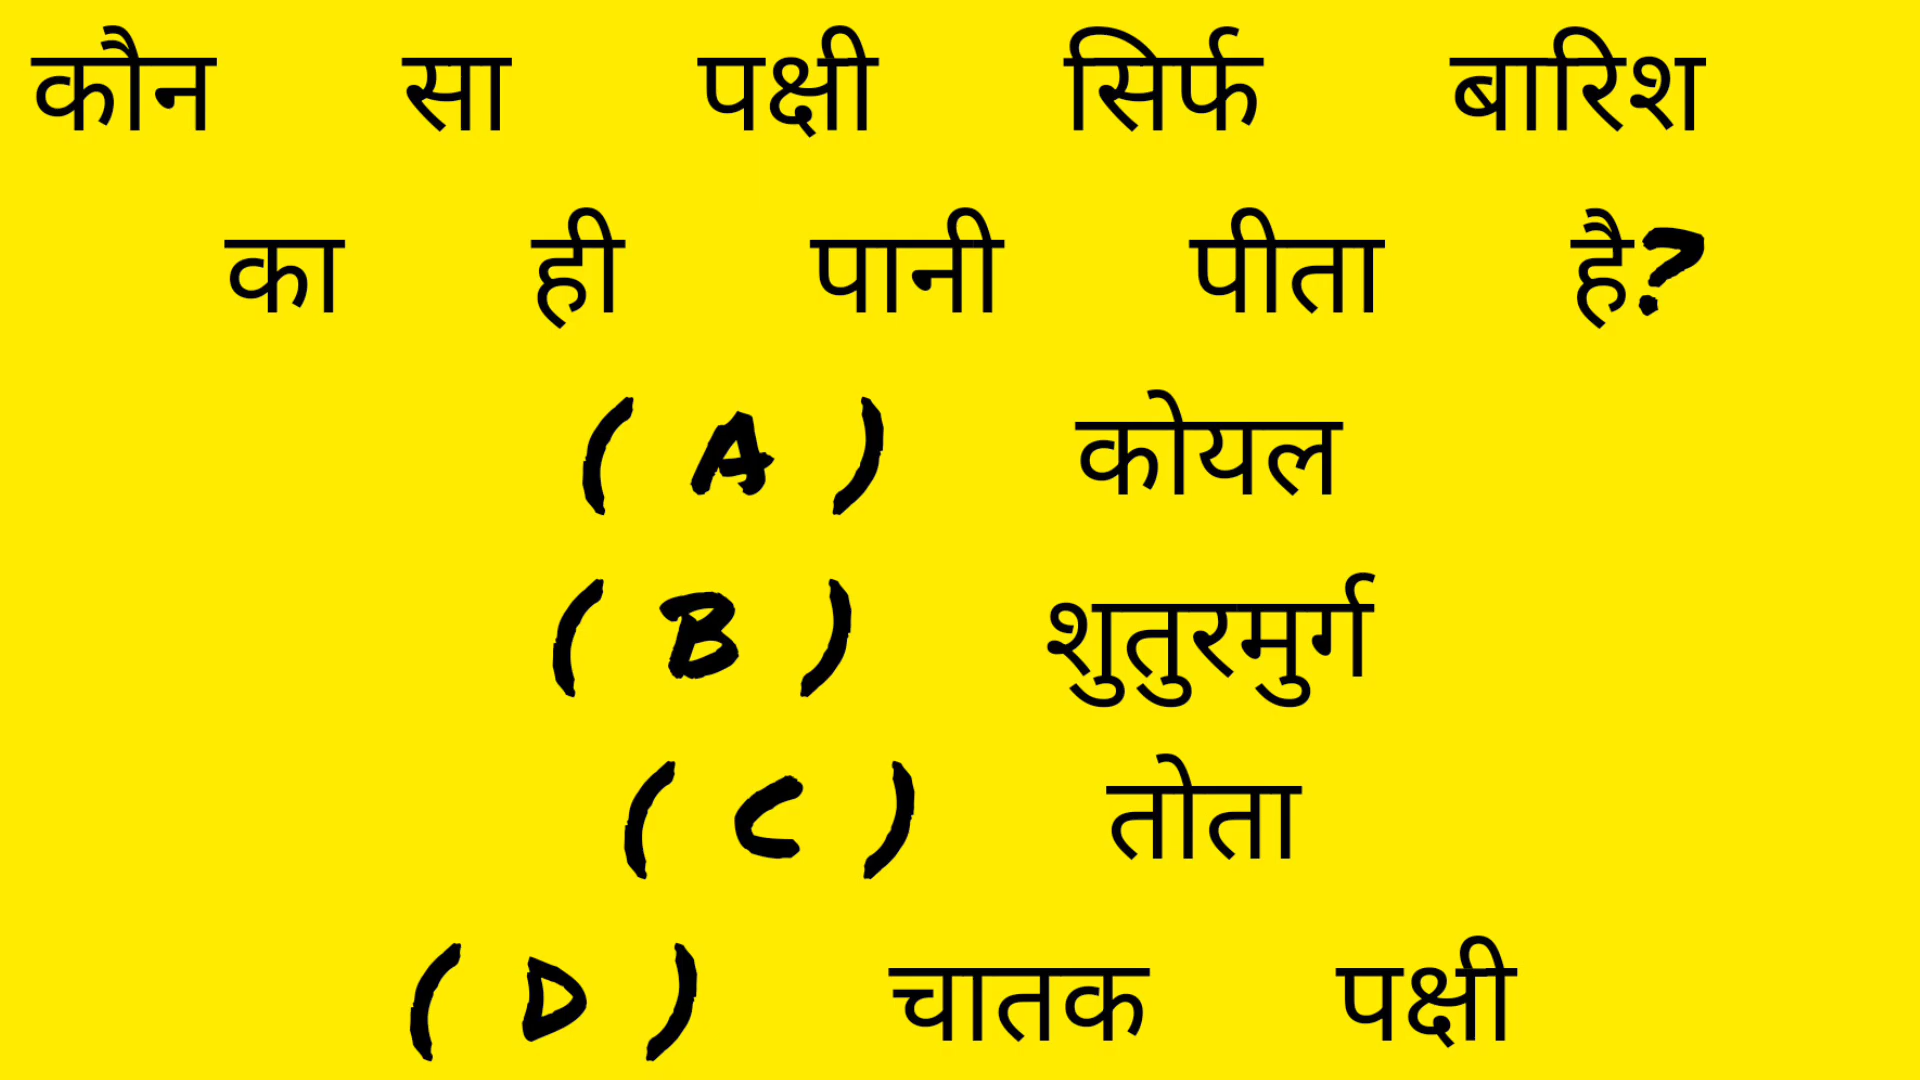 कौन सा पक्षी सिर्फ बारिश
का ही पानी पीता है?
( A ) कोयल
( B ) शुतुरमुर्ग
( C ) तोता
( D ) चातक पक्षी